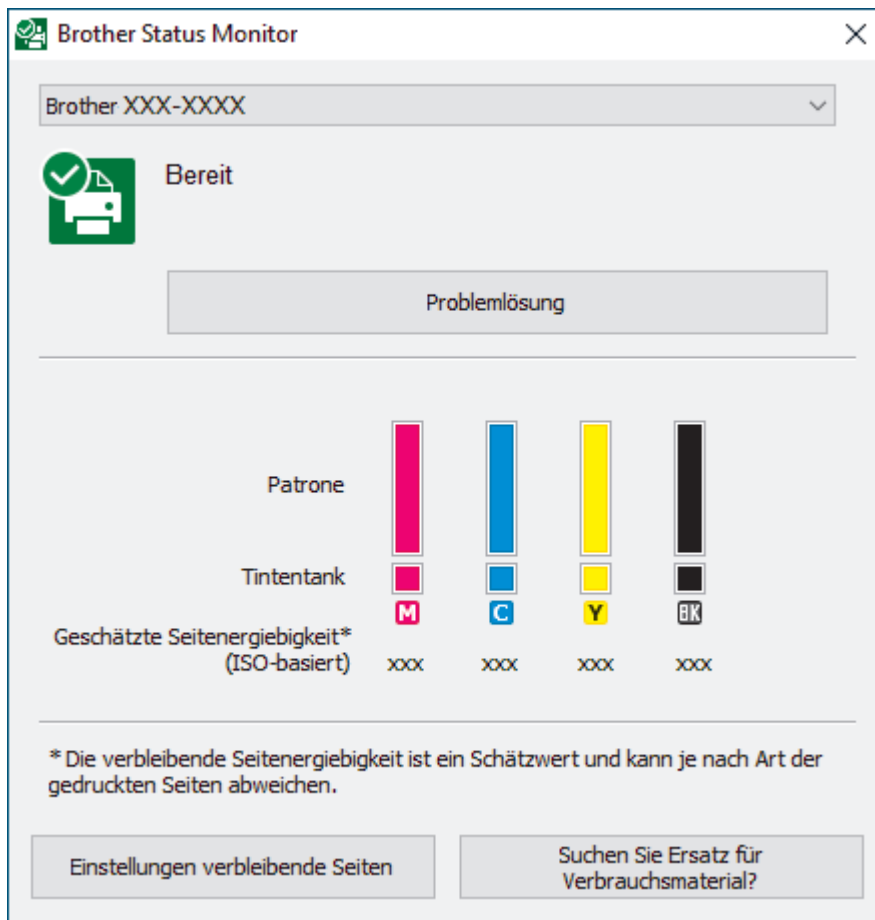 Brother Status Monitor
Brother XXX-XXXX
Bereit
Problemlösung
Patrone
Tintentank
M C Y BK
Geschätzte Seitenergiebigkeit*
(ISO-basiert) xxx xxx xxx xxx
* Die verbleibende Seitenergiebigkeit ist ein Schätzwert und kann je nach Art der
gedruckten Seiten abweichen.
Einstellungen verbleibende Seiten
Suchen Sie Ersatz für
Verbrauchsmaterial?